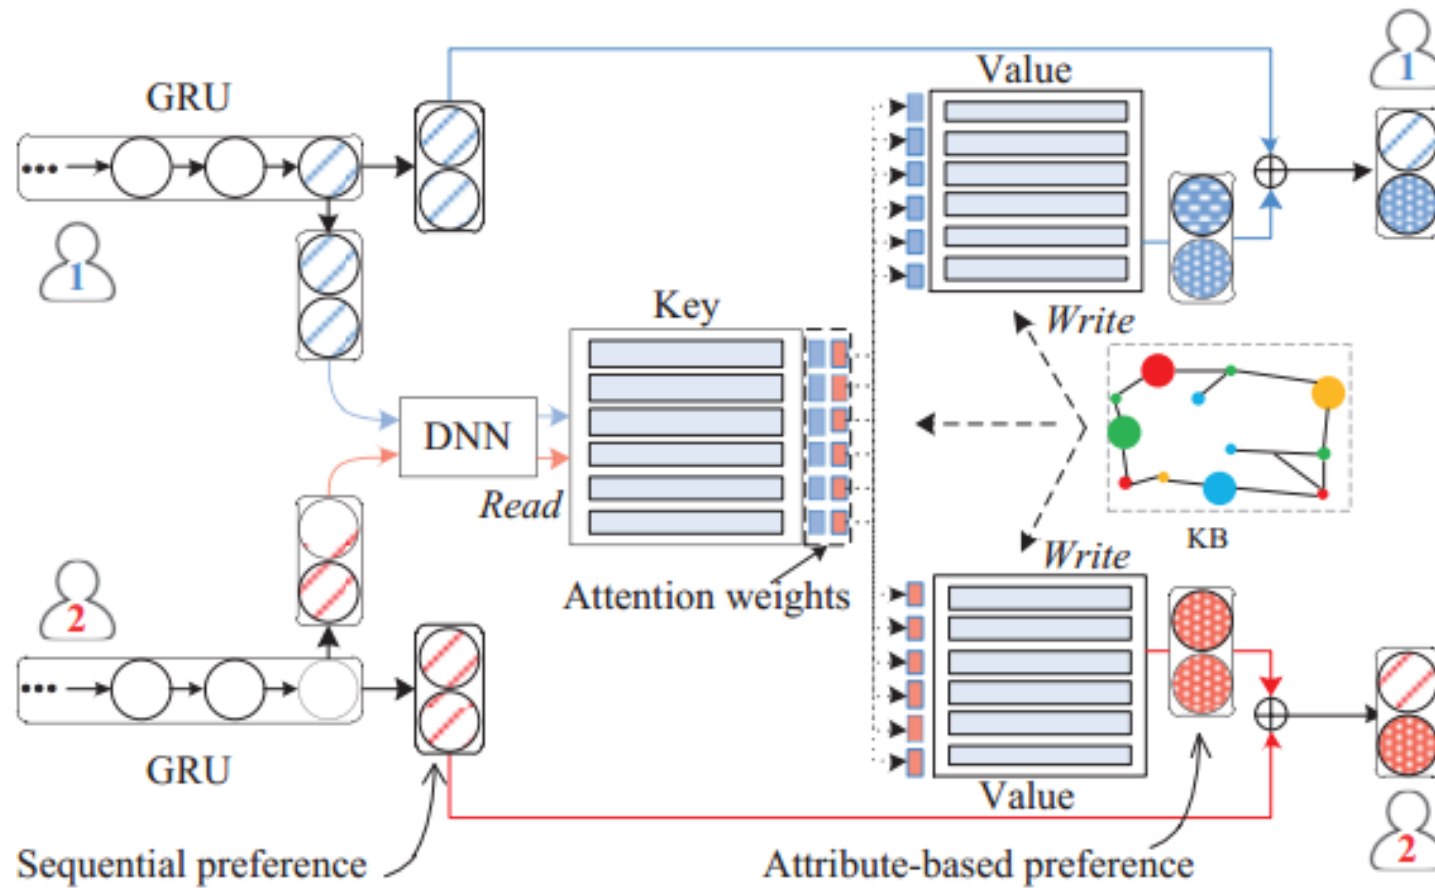 1
GRU
Value
...
1
Key
Write
DNN
Read
KB
Write
2
Attention weights
...
GRU
Value
Sequential preference
Attribute-based preference
2